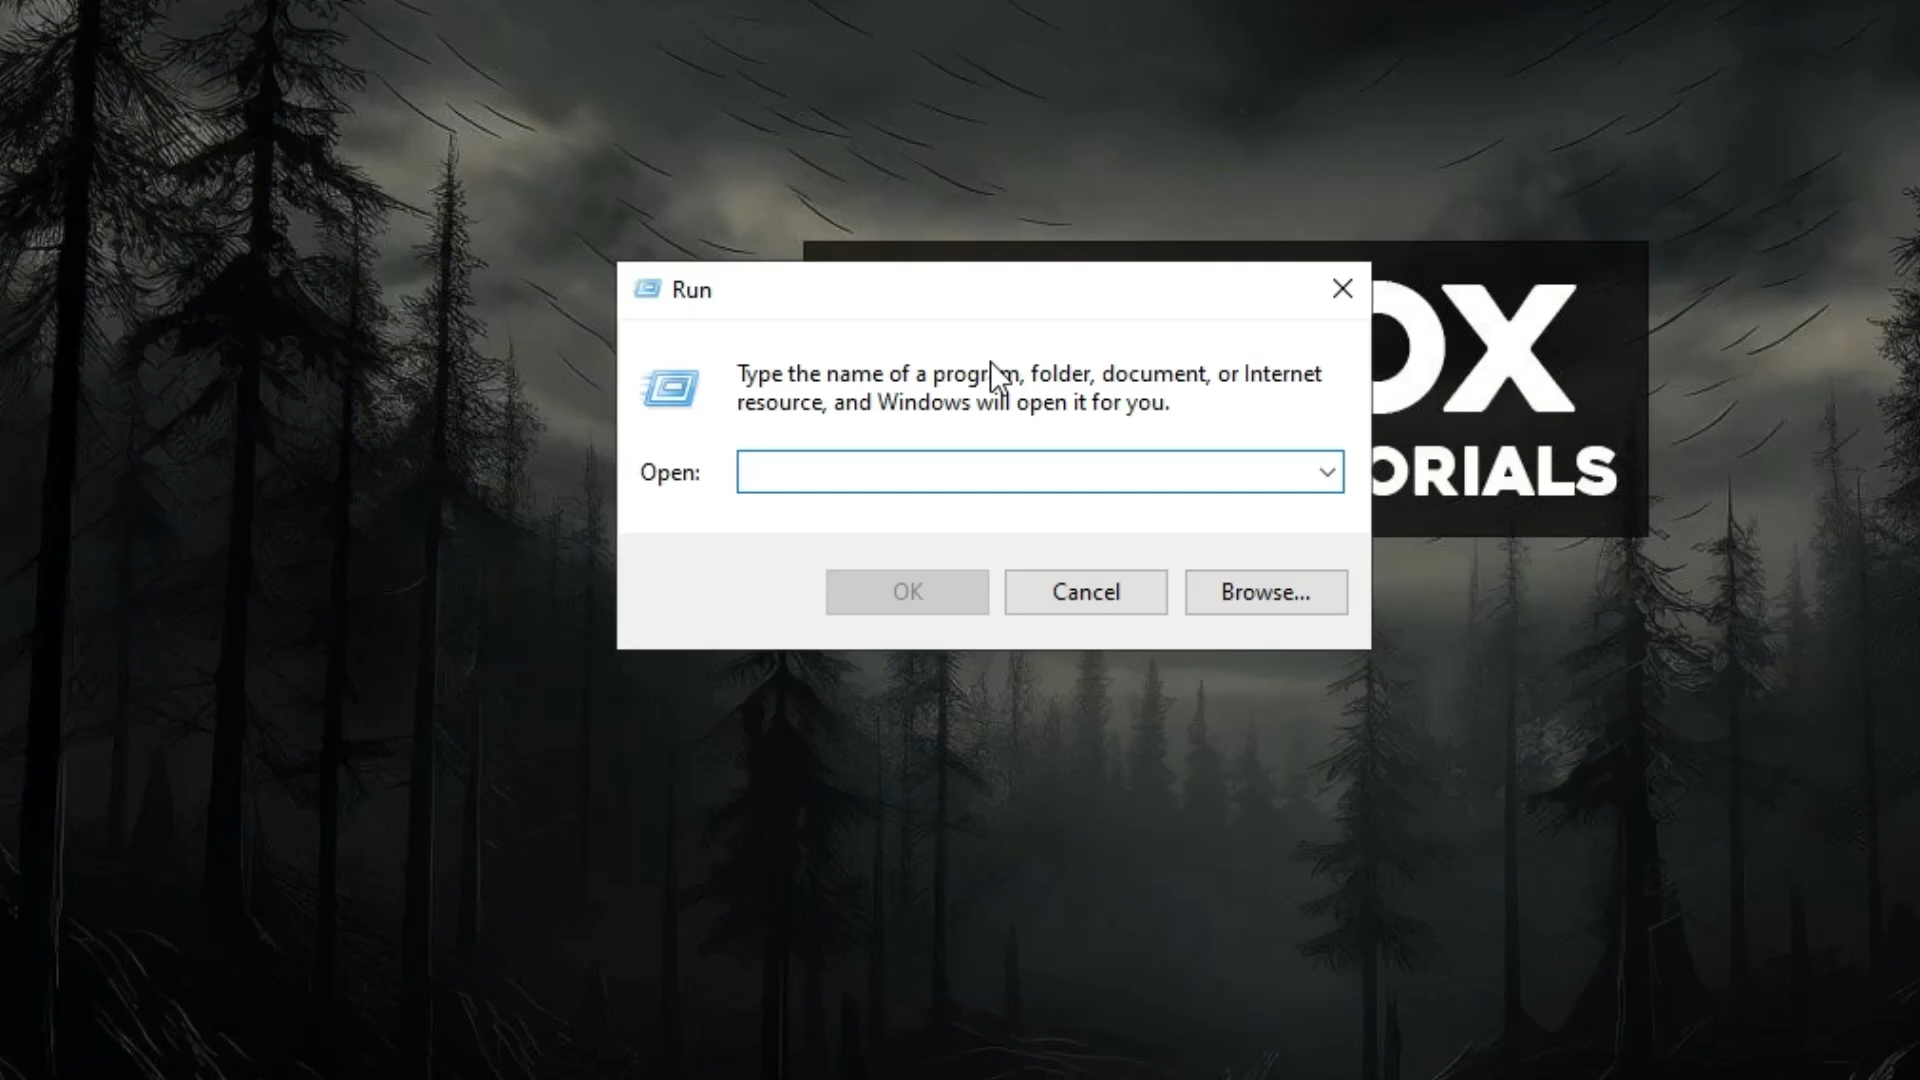 Run
OX
Type the name of a program, folder, document, or Internet
resource, and Windows will open it for you.
Open:
ORIALS
OK
Cancel
Browse...